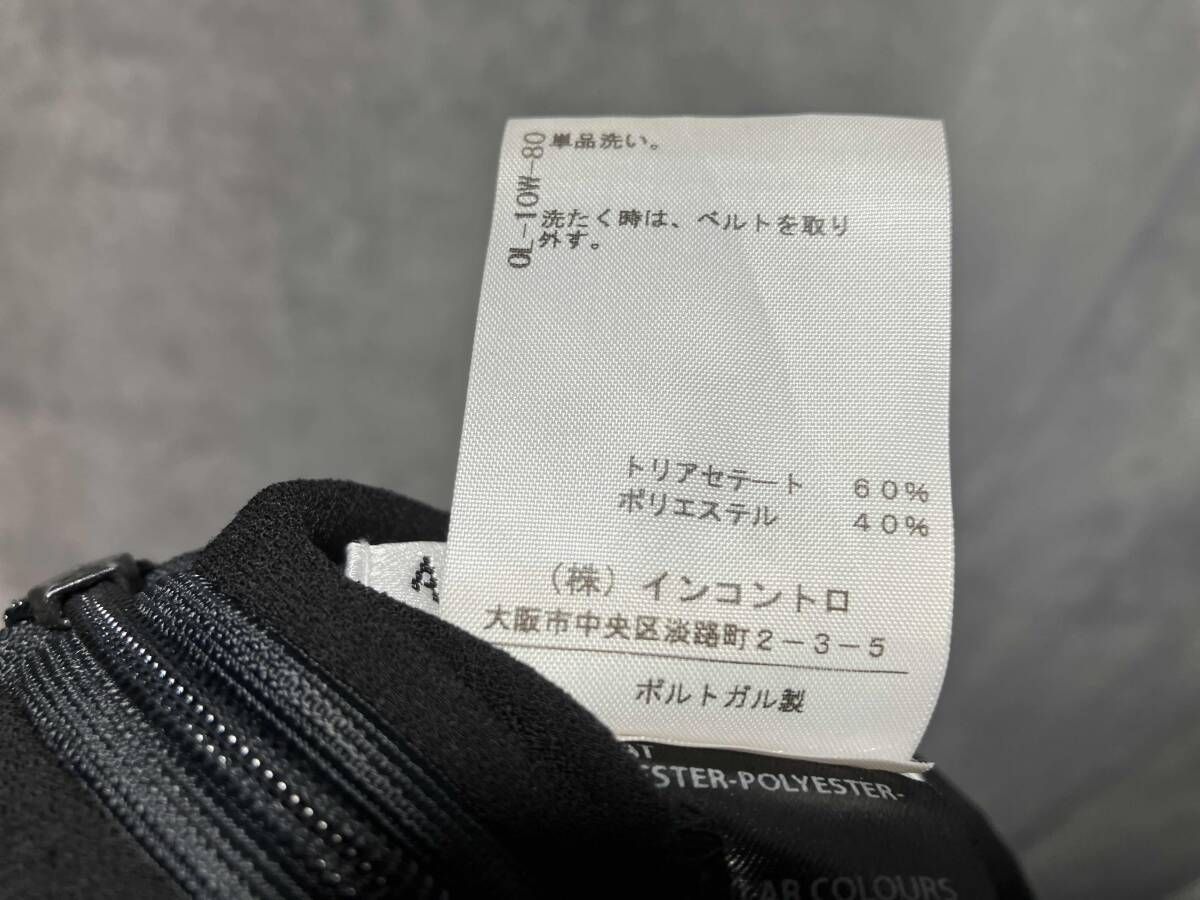 OL-10W-80
単品洗い。
洗たく時は、ベルトを取り
外す。
トリアセテート 60%
ポリエステル 40%
(株) インコントロ
大阪市中央区淡路町2-3-5
ポルトガル製
ESTER-POLYESTER-
AR COLOURS